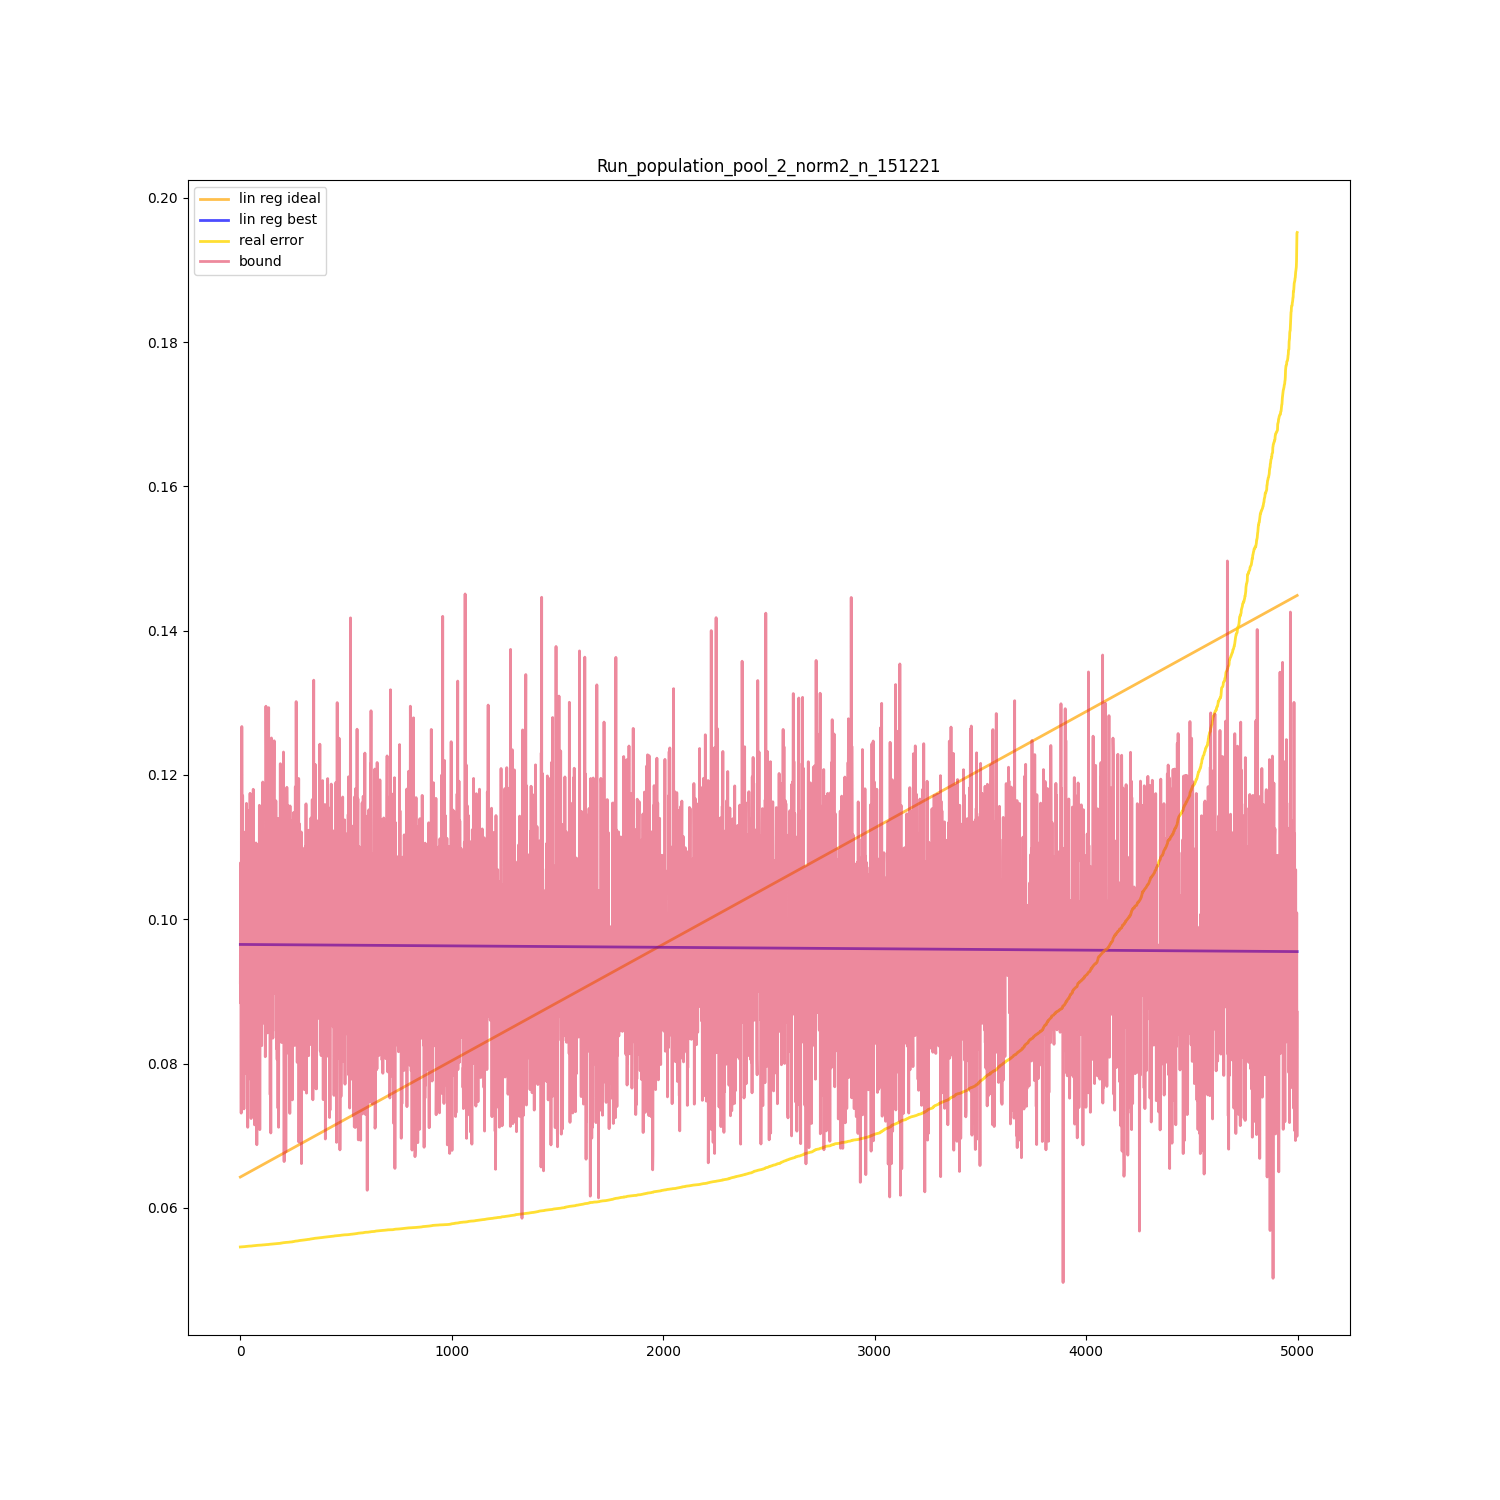 Run_population_pool_2_norm2_n_151221
lin reg ideal
lin reg best
real error
bound
0.20
0.18
0.16
0.14
0.12
0.10
0.08
0.06
0 1000 2000 3000 4000 5000